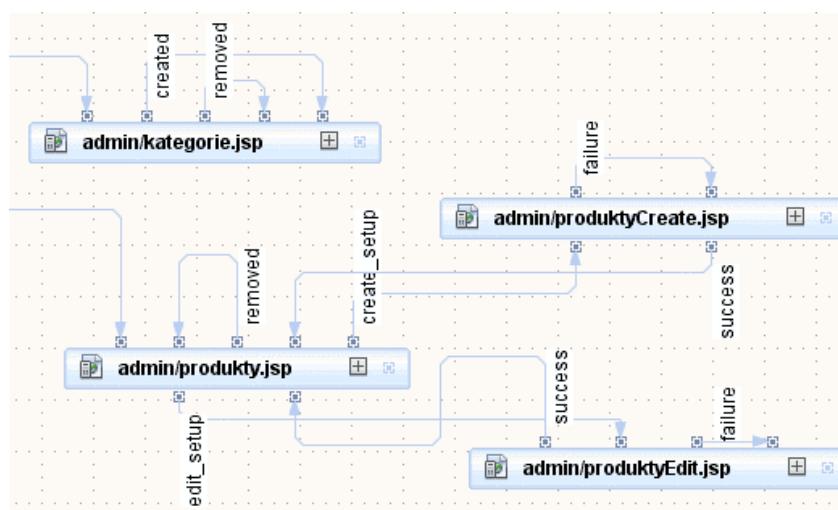 created
removed
admin/kategorie.jsp
failure
admin/produktyCreate.jsp
removed
create_setup
success
admin/produkty.jsp
edit_setup
success
failure
admin/produktyEdit.jsp